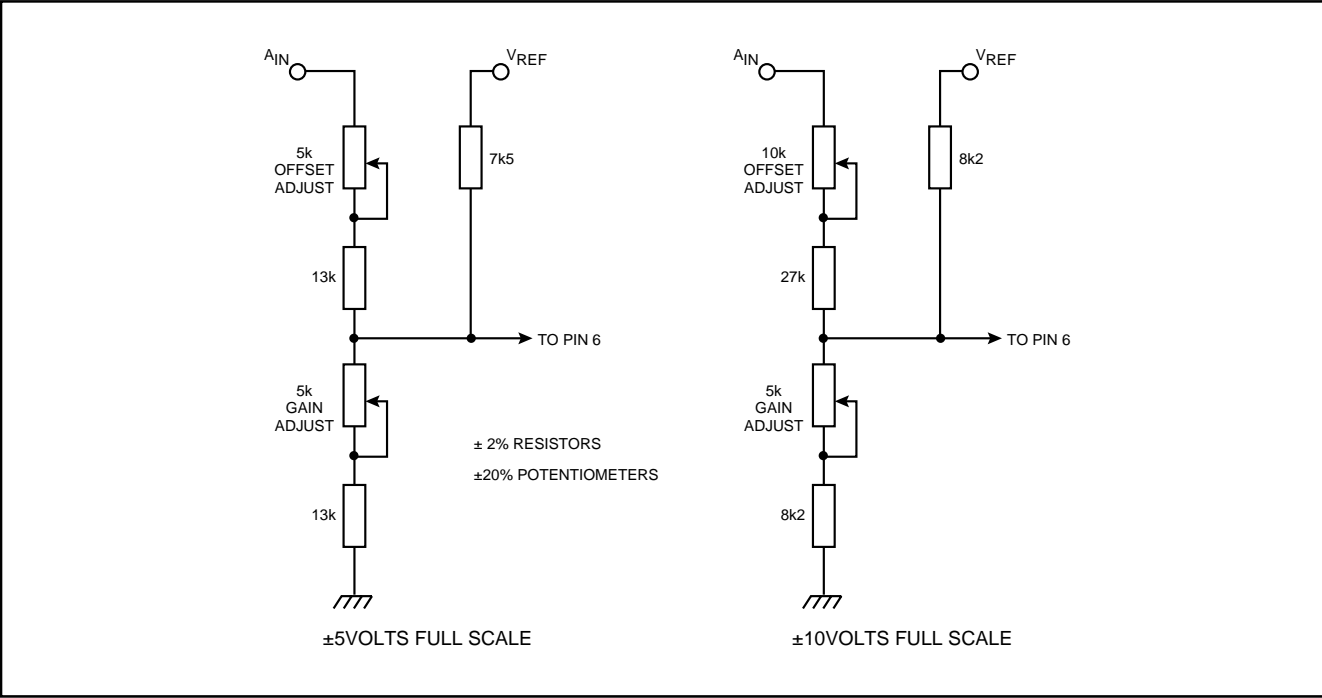 AIN
VREF
5k
OFFSET
ADJUST
7k5
13k
TO PIN 6
5k
GAIN
ADJUST
± 2% RESISTORS
±20% POTENTIOMETERS
13k
±5VOLTS FULL SCALE
AIN
VREF
10k
OFFSET
ADJUST
8k2
27k
TO PIN 6
5k
GAIN
ADJUST
8k2
±10VOLTS FULL SCALE